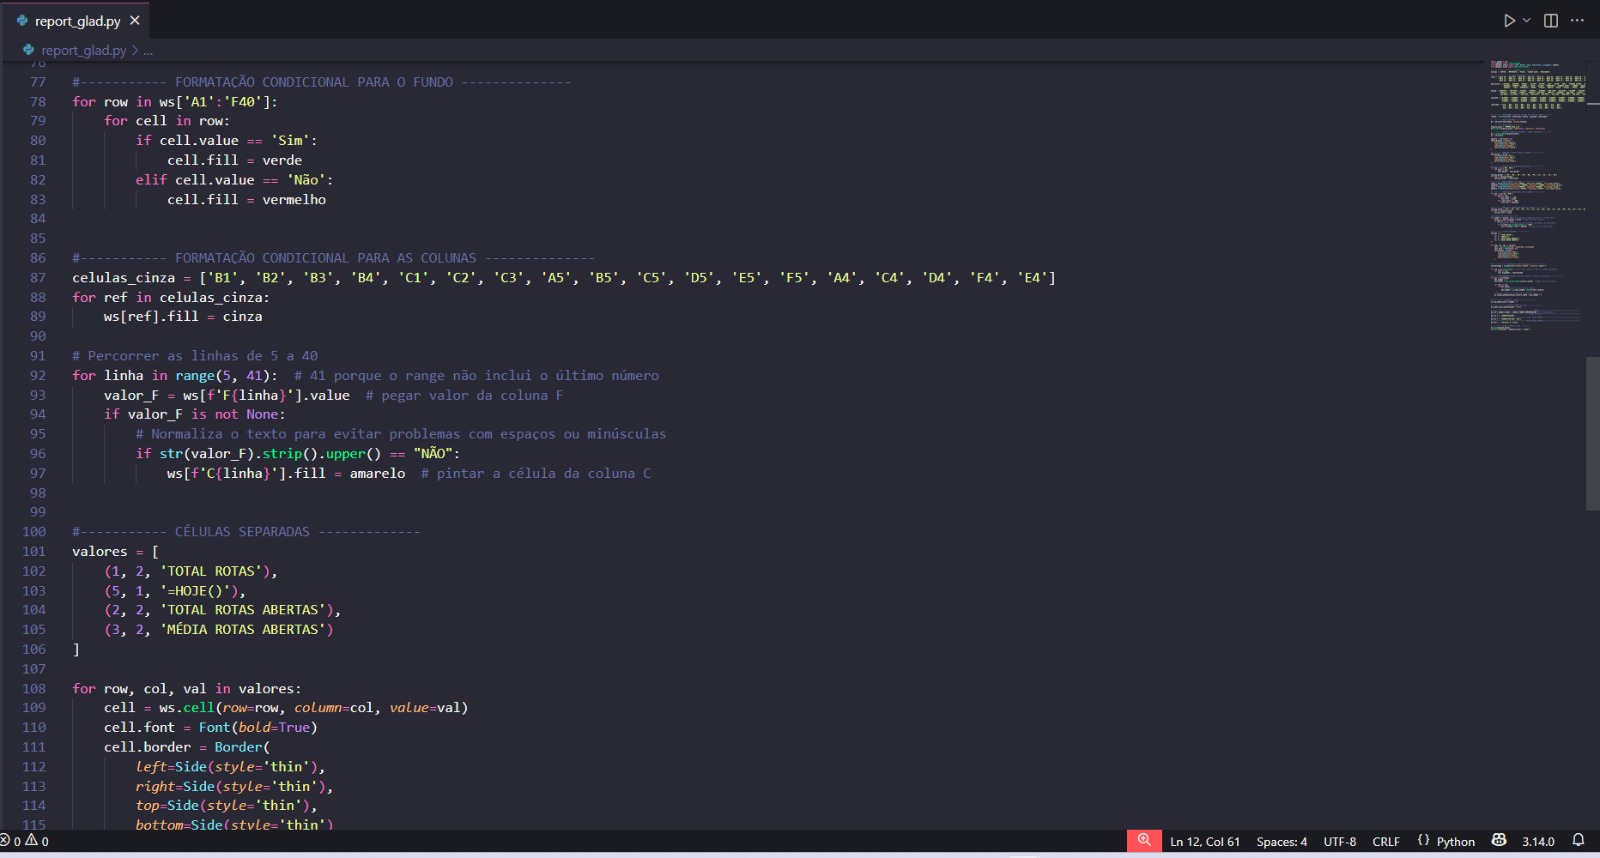 report_glad.py
report_glad.py > ...
76
77 #----------- FORMATAÇÃO CONDICIONAL PARA O FUNDO --------------
78 for row in ws['A1':'F40']:
79     for cell in row:
80         if cell.value == 'Sim':
81             cell.fill = verde
82         elif cell.value == 'Não':
83             cell.fill = vermelho
84
85
86 #----------- FORMATAÇÃO CONDICIONAL PARA AS COLUNAS --------------
87 celulas_cinza = ['B1', 'B2', 'B3', 'B4', 'C1', 'C2', 'C3', 'A5', 'B5', 'C5', 'D5', 'E5', 'F5', 'A4', 'C4', 'D4', 'F4', 'E4']
88 for ref in celulas_cinza:
89     ws[ref].fill = cinza
90
91 # Percorrer as linhas de 5 a 40
92 for linha in range(5, 41):  # 41 porque o range não inclui o último número
93     valor_F = ws[f'F{linha}'].value  # pegar valor da coluna F
94     if valor_F is not None:
95         # Normaliza o texto para evitar problemas com espaços ou minúsculas
96         if str(valor_F).strip().upper() == "NÃO":
97             ws[f'C{linha}'].fill = amarelo  # pintar a célula da coluna C
98
99
100 #----------- CÉLULAS SEPARADAS -------------
101 valores = [
102     (1, 2, 'TOTAL ROTAS'),
103     (5, 1, '=HOJE()'),
104     (2, 2, 'TOTAL ROTAS ABERTAS'),
105     (3, 2, 'MÉDIA ROTAS ABERTAS')
106 ]
107
108 for row, col, val in valores:
109     cell = ws.cell(row=row, column=col, value=val)
110     cell.font = Font(bold=True)
111     cell.border = Border(
112         left=Side(style='thin'),
113         right=Side(style='thin'),
114         top=Side(style='thin'),
115         bottom=Side(style='thin')
0 0 Ln 12, Col 61 Spaces: 4 UTF-8 CRLF {} Python 3.14.0